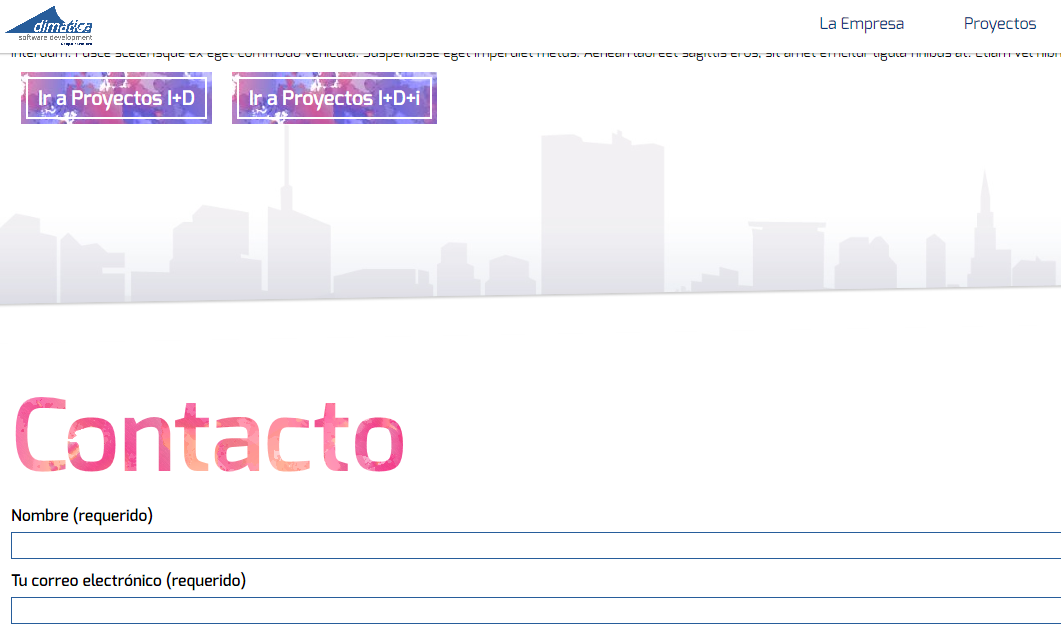 dimática
software development
La Empresa
Proyectos
interdum. Fusce scelerisque ex eget commodo vehicula. Suspendisse eget imperdiet metus. Aenean laoreet sagittis eros, sit amet efficitur ligula finibus at. Etiam vel
Ir a Proyectos I+D
Ir a Proyectos I+D+i
Contacto
Nombre (requerido)
Tu correo electrónico (requerido)